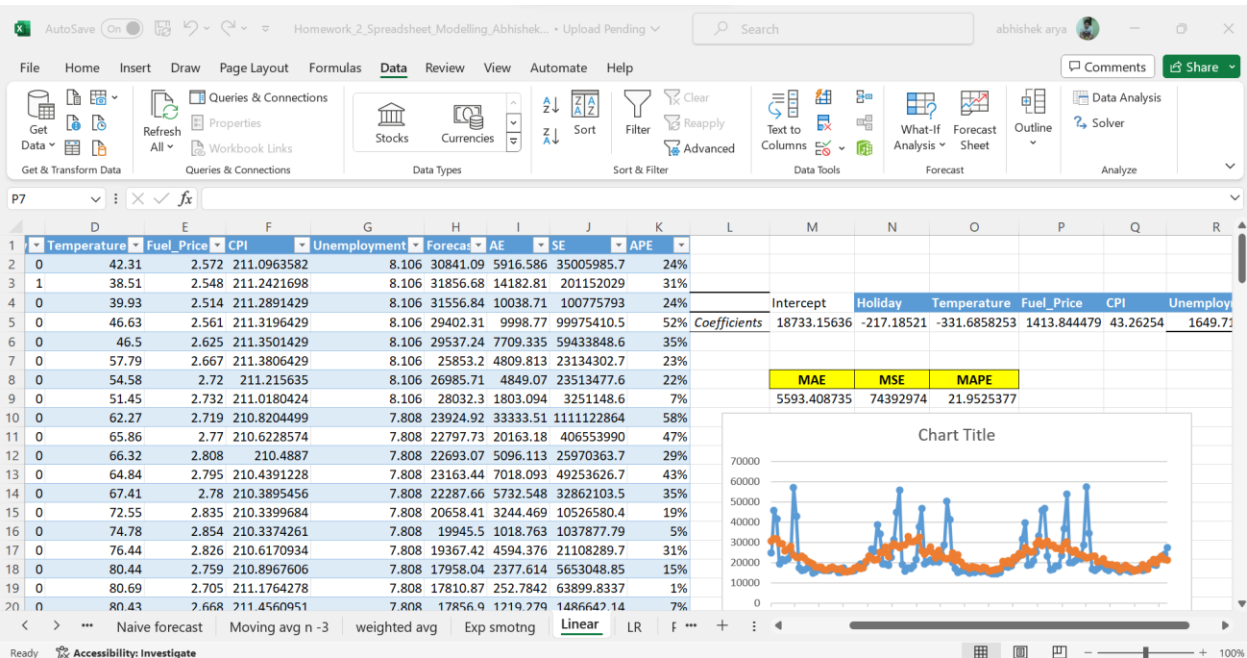 AutoSave On Homework_2_Spreadsheet_Modelling_Abhishek... • Upload Pending Search abhishek arya
File Home Insert Draw Page Layout Formulas Data Review View Automate Help Comments Share
Get Data Refresh All Queries & Connections Properties Workbook Links Stocks Currencies Sort Filter Clear Reapply Advanced Text to Columns What-If Analysis Forecast Sheet Outline Data Analysis Solver
Get & Transform Data Queries & Connections Data Types Sort & Filter Data Tools Forecast Analyze
P7 fx
D E F G H I J K L M N O P Q R
1 Temperature Fuel_Price CPI Unemployment Forecas AE SE APE
2 0 42.31 2.572 211.0963582 8.106 30841.09 5916.586 35005985.7 24%
3 1 38.51 2.548 211.2421698 8.106 31856.68 14182.81 201152029 31%
4 0 39.93 2.514 211.2891429 8.106 31556.84 10038.71 100775793 24% Intercept Holiday Temperature Fuel_Price CPI Unemploy
5 0 46.63 2.561 211.3196429 8.106 29402.31 9998.77 99975410.5 52% Coefficients 18733.15636 -217.18521 -331.6858253 1413.844479 43.26254 1649.71
6 0 46.5 2.625 211.3501429 8.106 29537.24 7709.335 59433848.6 35%
7 0 57.79 2.667 211.3806429 8.106 25853.2 4809.813 23134302.7 23%
8 0 54.58 2.72 211.215635 8.106 26985.71 4849.07 23513477.6 22% MAE MSE MAPE
9 0 51.45 2.732 211.0180424 8.106 28032.3 1803.094 3251148.6 7% 5593.408735 74392974 21.9525377
10 0 62.27 2.719 210.8204499 7.808 23924.92 33333.51 1111122864 58%
11 0 65.86 2.77 210.6228574 7.808 22797.73 20163.18 406553990 47% Chart Title
12 0 66.32 2.808 210.4887 7.808 22693.07 5096.113 25970363.7 29%
13 0 64.84 2.795 210.4391228 7.808 23163.44 7018.093 49253626.7 43% 70000
14 0 67.41 2.78 210.3895456 7.808 22287.66 5732.548 32862103.5 35% 60000
15 0 72.55 2.835 210.3399684 7.808 20658.41 3244.469 10526580.4 19% 50000
16 0 74.78 2.854 210.3374261 7.808 19945.5 1018.763 1037877.79 5% 40000
17 0 76.44 2.826 210.6170934 7.808 19367.42 4594.376 21108289.7 31% 30000
18 0 80.44 2.759 210.8967606 7.808 17958.04 2377.614 5653048.85 15% 20000
19 0 80.69 2.705 211.1764278 7.808 17810.87 252.7842 63899.8337 1% 10000
20 0 80.43 2.668 211.4560951 7.808 17856.9 1219.279 1486642.14 7% 0
Naive forecast Moving avg n -3 weighted avg Exp smotng Linear LR
Ready Accessibility: Investigate 100%